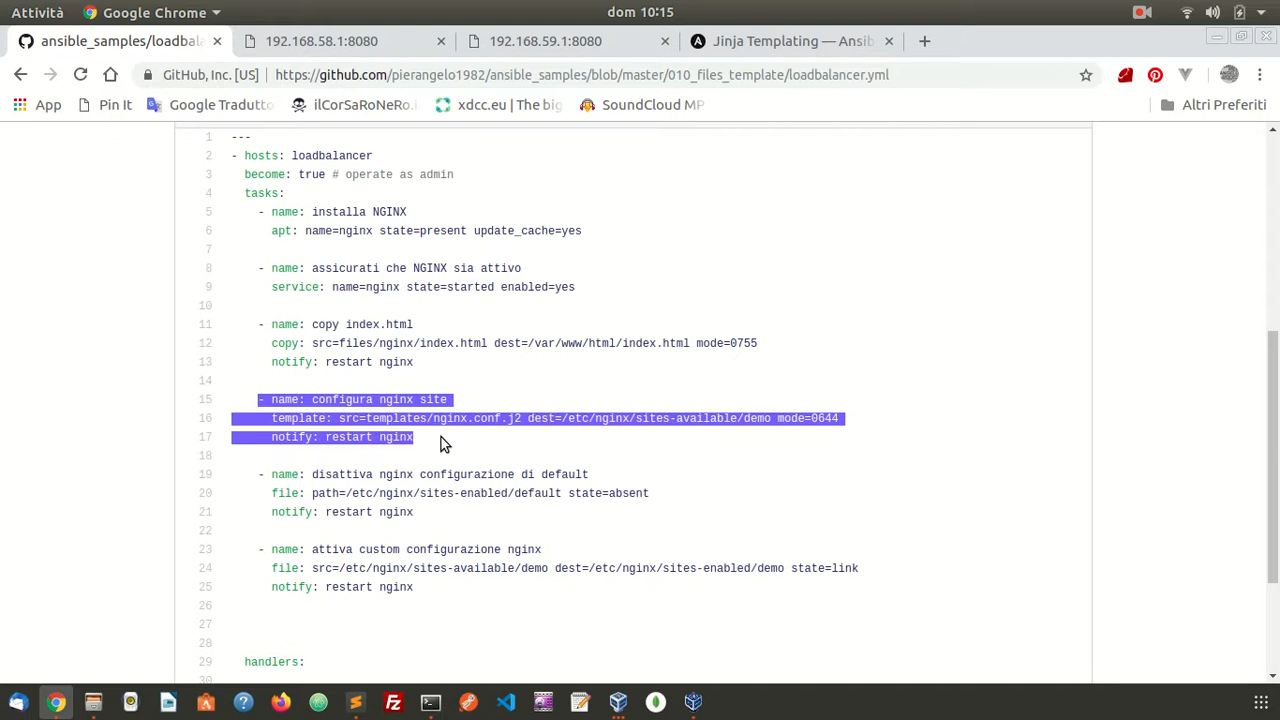 Attività
Google Chrome
dom 10:15
ansible_samples/loadbal
192.168.58.1:8080
192.168.59.1:8080
Jinja Templating — Ansib
GitHub, Inc. [US]
https://github.com/pierangelo1982/ansible_samples/blob/master/010_files_template/loadbalancer.yml
App
Pin It
Google Tradutto
ilCorSaRoNeRo.i
xdcc.eu | The big
SoundCloud MP
Altri Preferiti
1 ---
2 - hosts: loadbalancer
3 become: true # operate as admin
4 tasks:
5 - name: installa NGINX
6 apt: name=nginx state=present update_cache=yes
7
8 - name: assicurati che NGINX sia attivo
9 service: name=nginx state=started enabled=yes
10
11 - name: copy index.html
12 copy: src=files/nginx/index.html dest=/var/www/html/index.html mode=0755
13 notify: restart nginx
14
15 - name: configura nginx site
16 template: src=templates/nginx.conf.j2 dest=/etc/nginx/sites-available/demo mode=0644
17 notify: restart nginx
18
19 - name: disattiva nginx configurazione di default
20 file: path=/etc/nginx/sites-enabled/default state=absent
21 notify: restart nginx
22
23 - name: attiva custom configurazione nginx
24 file: src=/etc/nginx/sites-available/demo dest=/etc/nginx/sites-enabled/demo state=link
25 notify: restart nginx
26
27
28
29 handlers:
30